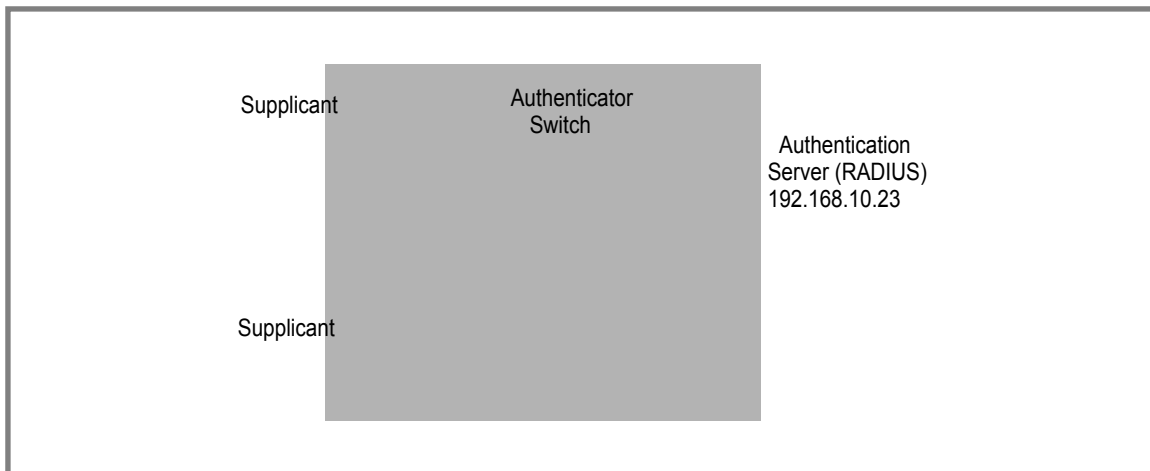 Supplicant
Authenticator
Switch
Authentication
Server (RADIUS)
192.168.10.23
Supplicant